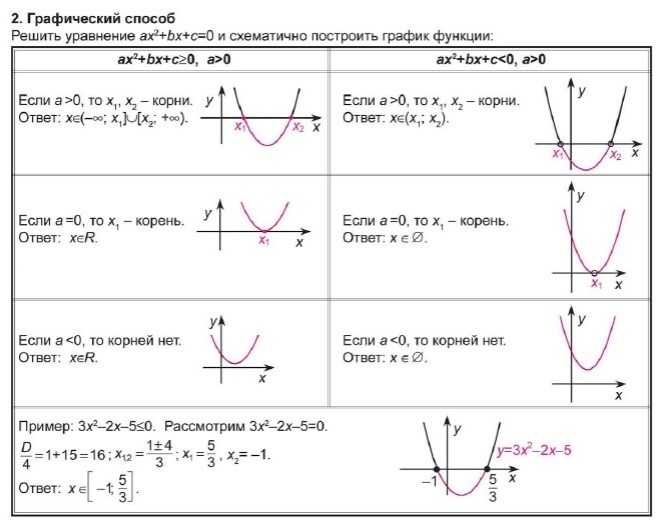 2. Графический способ
Решить уравнение ax²+bx+c=0 и схематично построить график функции:
ax²+bx+c≥0, a>0
ax²+bx+c<0, a>0
Если a>0, то x₁, x₂ – корни.
Ответ: x∈(–∞; x₁]∪[x₂; +∞).
y
x₁
x₂
x
Если a>0, то x₁, x₂ – корни.
Ответ: x∈(x₁; x₂).
y
x₁
x₂
x
Если a=0, то x₁ – корень.
Ответ: x∈R.
y
x₁
x
Если a=0, то x₁ – корень.
Ответ: x∈∅.
y
x₁
x
Если a<0, то корней нет.
Ответ: x∈R.
y
x
Если a<0, то корней нет.
Ответ: x∈∅.
y
x
Пример: 3x²–2x–5≤0. Рассмотрим 3x²–2x–5=0.
D/4=1+15=16; x₁,₂=(1±4)/3; x₁=5/3, x₂=–1.
Ответ: x∈[–1; 5/3].
y
y=3x²–2x–5
–1
5/3
x